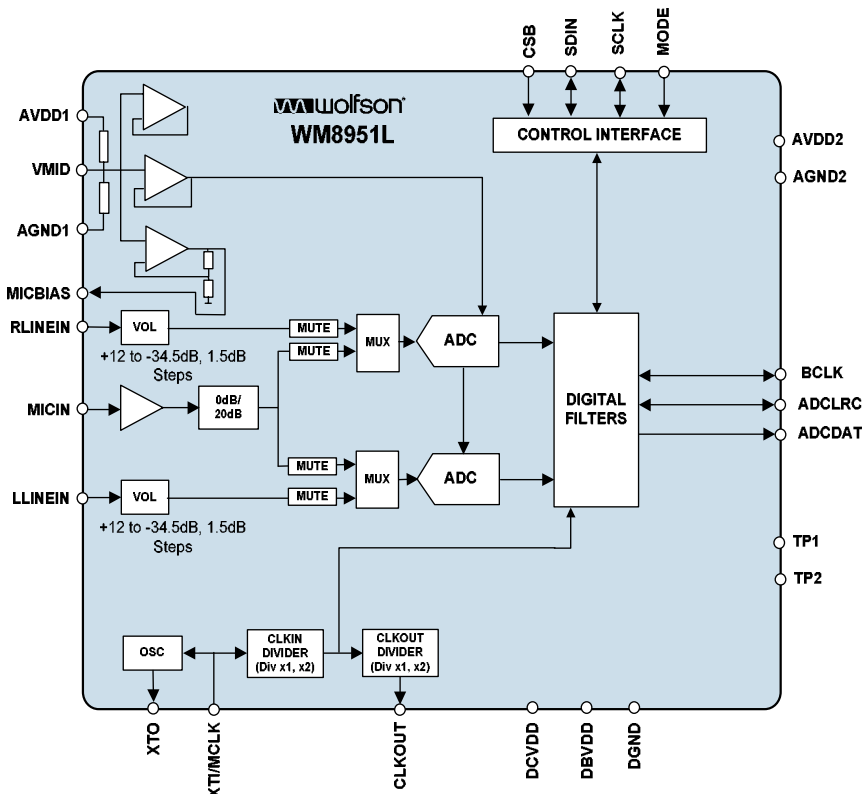 CSB
SDIN
SCLK
MODE
wolfson
WM8951L
CONTROL INTERFACE
AVDD1
VMID
AGND1
MICBIAS
RLINEIN
MICIN
LLINEIN
AVDD2
AGND2
VOL
+12 to -34.5dB, 1.5dB
Steps
MUTE
MUTE
MUX
ADC
0dB/
20dB
DIGITAL
FILTERS
BCLK
ADCLRC
ADCDAT
MUTE
MUTE
MUX
ADC
VOL
+12 to -34.5dB, 1.5dB
Steps
TP1
TP2
OSC
CLKIN
DIVIDER
(Div x1, x2)
CLKOUT
DIVIDER
(Div x1, x2)
XTO
XTI/MCLK
CLKOUT
DCVDD
DBVDD
DGND